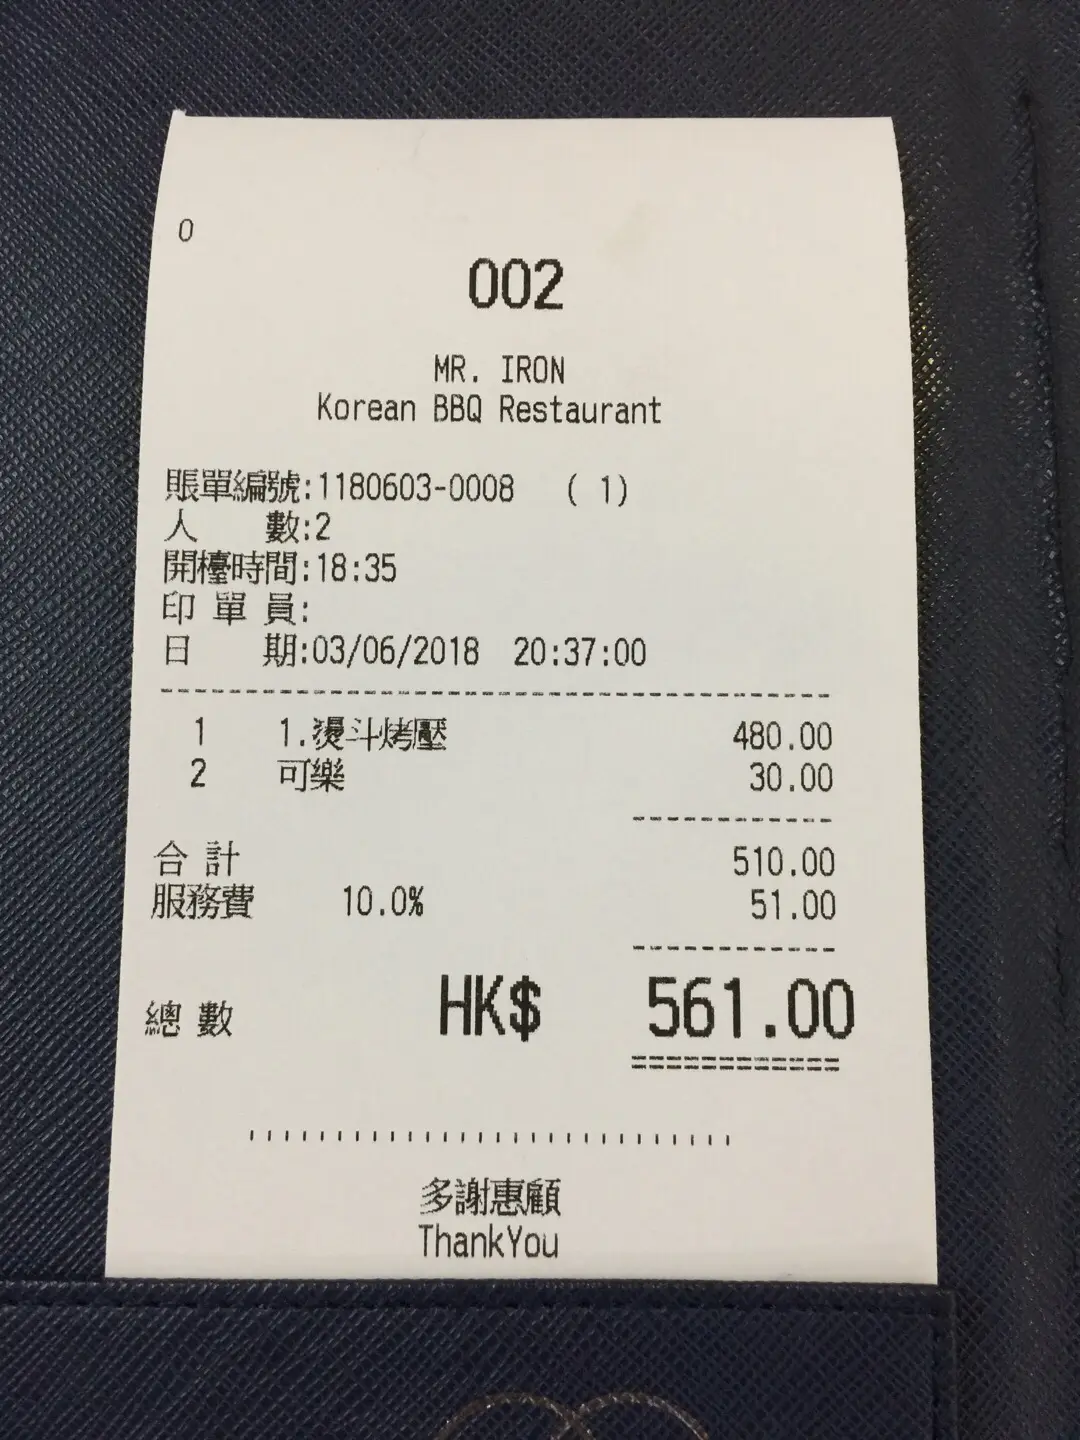 0
002
MR. IRON
Korean BBQ Restaurant
賬單編號:1180603-0008 ( 1)
人 數:2
開檯時間:18:35
印 單 員:
日 期:03/06/2018 20:37:00
1 1.燙斗烤壓 480.00
2 可樂 30.00
合 計 510.00
服務費 10.0% 51.00
總 數 HK$ 561.00
多謝惠顧
ThankYou